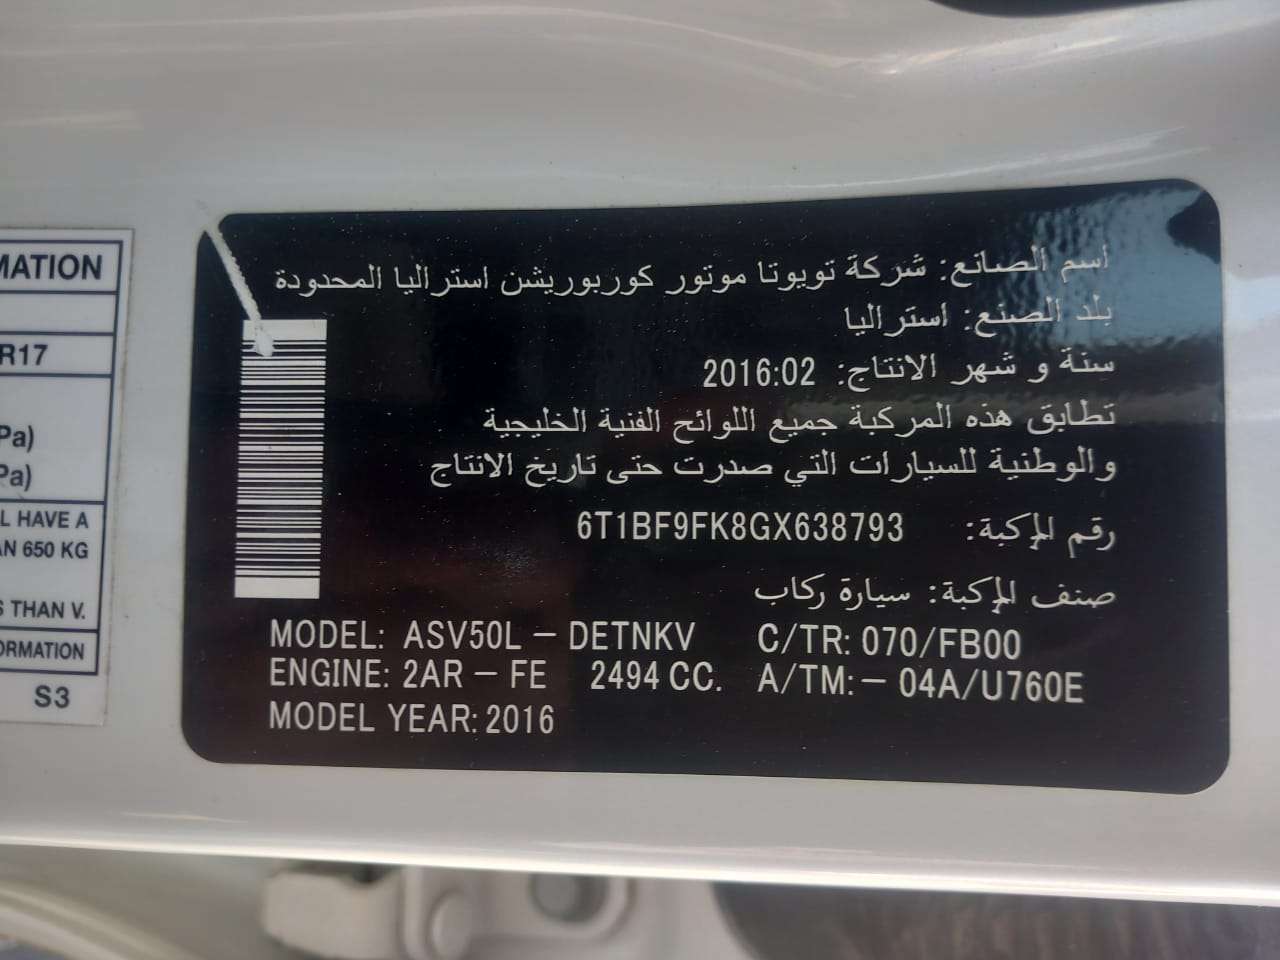 MATION
R17
Pa)
Pa)
L HAVE A
AN 650 KG
S THAN V.
ORMATION
S3
اسم الصانع: شركة تويوتا موتور كوربوريشن استراليا المحدودة
بلد الصنع: استراليا
سنة و شهر الانتاج: 2016:02
تطابق هذه المركبة جميع اللوائح الفنية الخليجية
والوطنية للسيارات التي صدرت حتى تاريخ الانتاج
رقم المركبة: 6T1BF9FK8GX638793
صنف المركبة: سيارة ركاب
MODEL: ASV50L – DETNKV C/TR: 070/FB00
ENGINE: 2AR – FE 2494 CC. A/TM:– 04A/U760E
MODEL YEAR: 2016